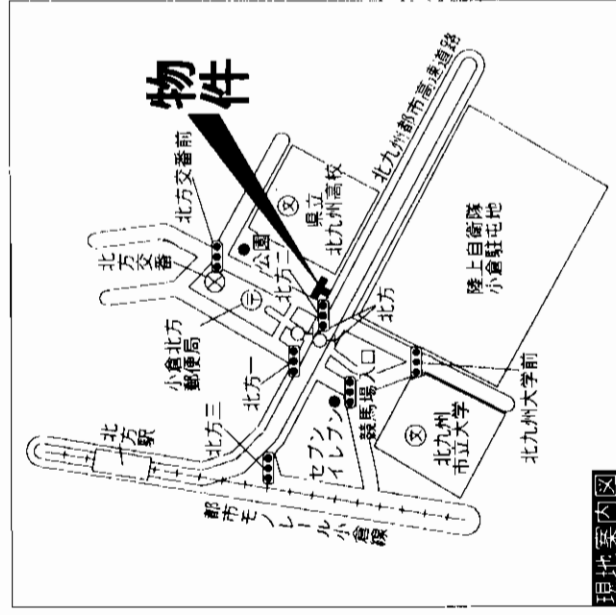 現地案内図
物件
北九州都市高速道路
北方交番前
北方
交番
公園
県立
北九州高校
北方二
〒
小倉北方
郵便局
北方一
北方
陸上自衛隊
小倉駐屯地
北方
駅
北方三
セブン
イレブン
競馬場入口
文
文
北九州
市立大学
北九州大学前
都市モノレール小倉線